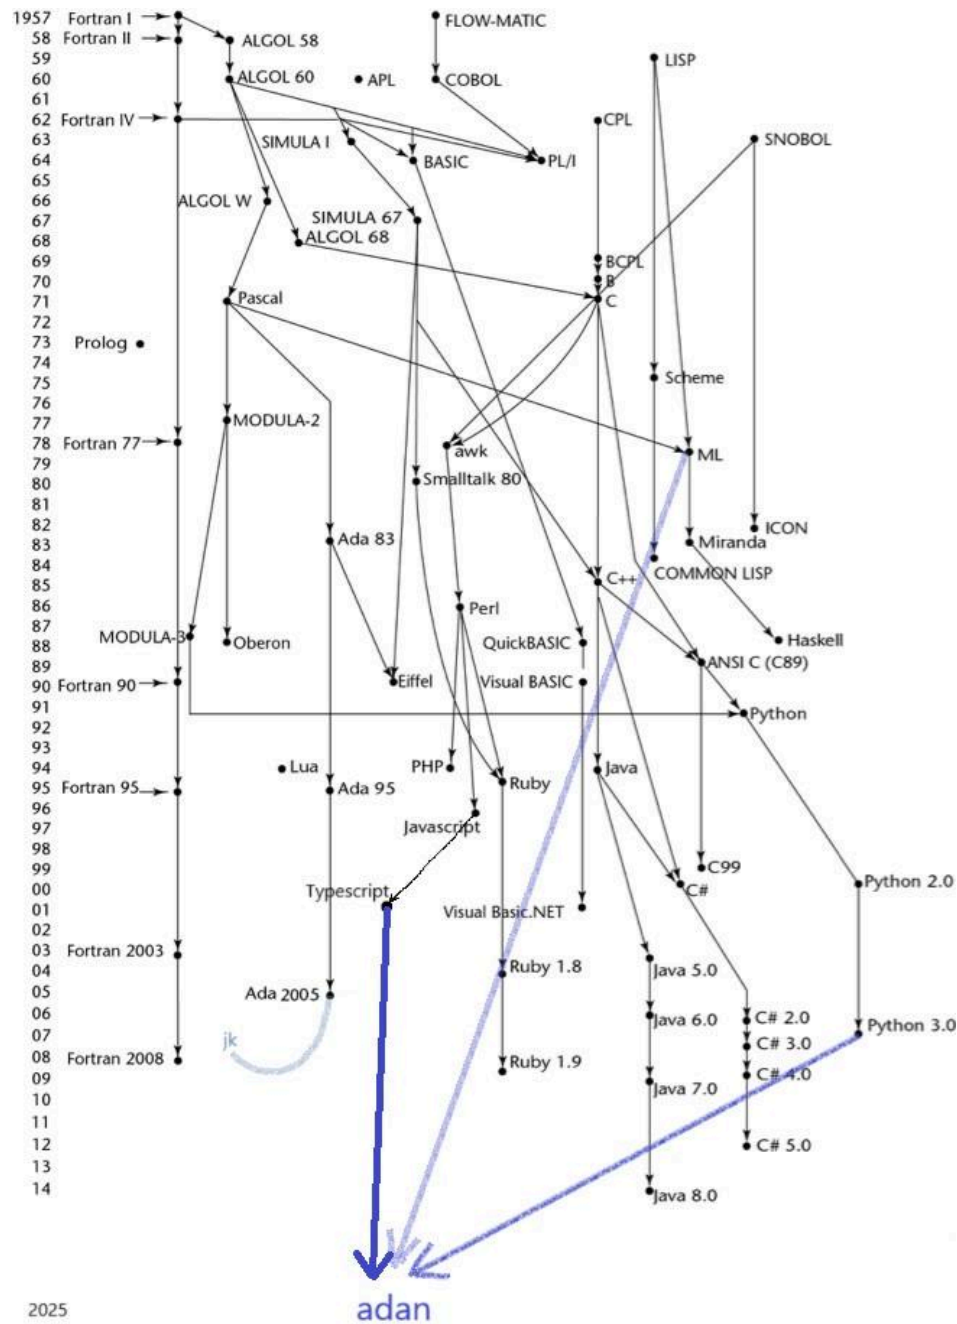 1957 Fortran I FLOW-MATIC
58 Fortran II ALGOL 58
59 LISP
60 ALGOL 60 APL COBOL
61
62 Fortran IV CPL
63 SIMULA I SNOBOL
64 BASIC PL/I
65
66 ALGOL W
67 SIMULA 67
68 ALGOL 68
69 BCPL
70 B
71 Pascal C
72
73 Prolog
74
75 Scheme
76
77 MODULA-2
78 Fortran 77 awk ML
79
80 Smalltalk 80
81
82 ICON
83 Ada 83 Miranda
84 COMMON LISP
85 C++
86 Perl
87
88 MODULA-3 Oberon QuickBASIC Haskell
89 ANSI C (C89)
90 Fortran 90 Eiffel Visual BASIC
91 Python
92
93
94 Lua PHP Java
95 Fortran 95 Ada 95 Ruby
96
97 Javascript
98
99 C99
00 Typescript C# Python 2.0
01 Visual Basic.NET
02
03 Fortran 2003
04 Ruby 1.8 Java 5.0
05 Ada 2005
06 Java 6.0 C# 2.0 Python 3.0
07 jk C# 3.0
08 Fortran 2008 Ruby 1.9 C# 4.0
09 Java 7.0
10
11
12 C# 5.0
13
14 Java 8.0
2025 adan